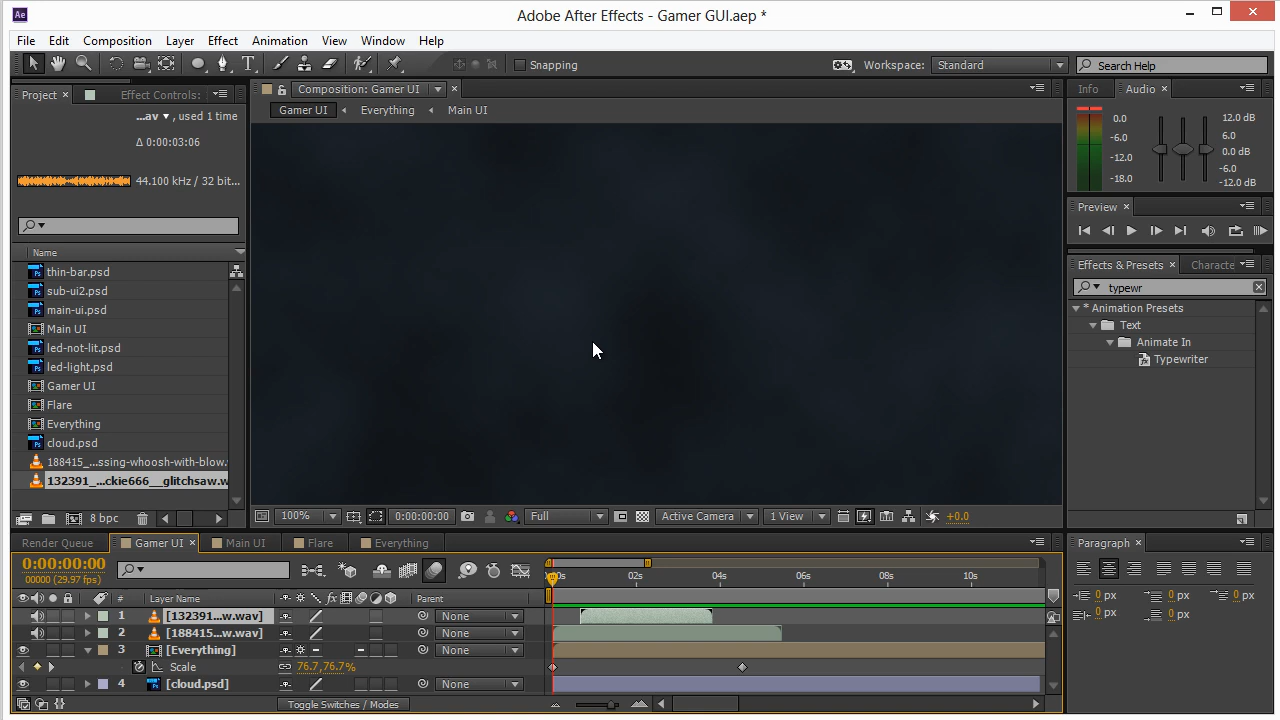 Ae Adobe After Effects - Gamer GUI.aep *
File Edit Composition Layer Effect Animation View Window Help
Snapping Workspace: Standard Search Help
Project × Effect Controls: Composition: Gamer UI × Info Audio ×
...av ▾ , used 1 time
Gamer UI Everything Main UI
Δ 0:00:03:06
44.100 kHz / 32 bit...
0.0 12.0 dB
-6.0 6.0
-12.0 0.0 dB
-6.0
-18.0 -12.0 dB
Preview ×
Name
thin-bar.psd
sub-ui2.psd
main-ui.psd
Main UI
led-not-lit.psd
led-light.psd
Gamer UI
Flare
Everything
cloud.psd
188415_...ssing-whoosh-with-blow.
132391_...ckie666__glitchsaw.w
8 bpc
Effects & Presets × Characte
typewr
* Animation Presets
Text
Animate In
Typewriter
100% 0:00:00:00 Full Active Camera 1 View +0.0
Render Queue Gamer UI × Main UI Flare Everything
0:00:00:00
00000 (29.97 fps)
0s 02s 04s 06s 08s 10s
# Layer Name Parent
1 [132391...w.wav] None
2 [188415...w.wav] None
3 [Everything] None
Scale 76.7,76.7%
4 [cloud.psd] None
Toggle Switches / Modes
Paragraph ×
0 px 0 px 0 px
0 px 0 px